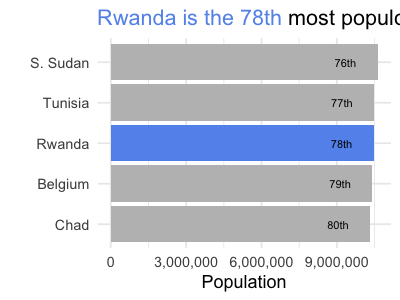 Rwanda is the 78th most populo
S. Sudan 76th
Tunisia 77th
Rwanda 78th
Belgium 79th
Chad 80th
0 3,000,000 6,000,000 9,000,000
Population